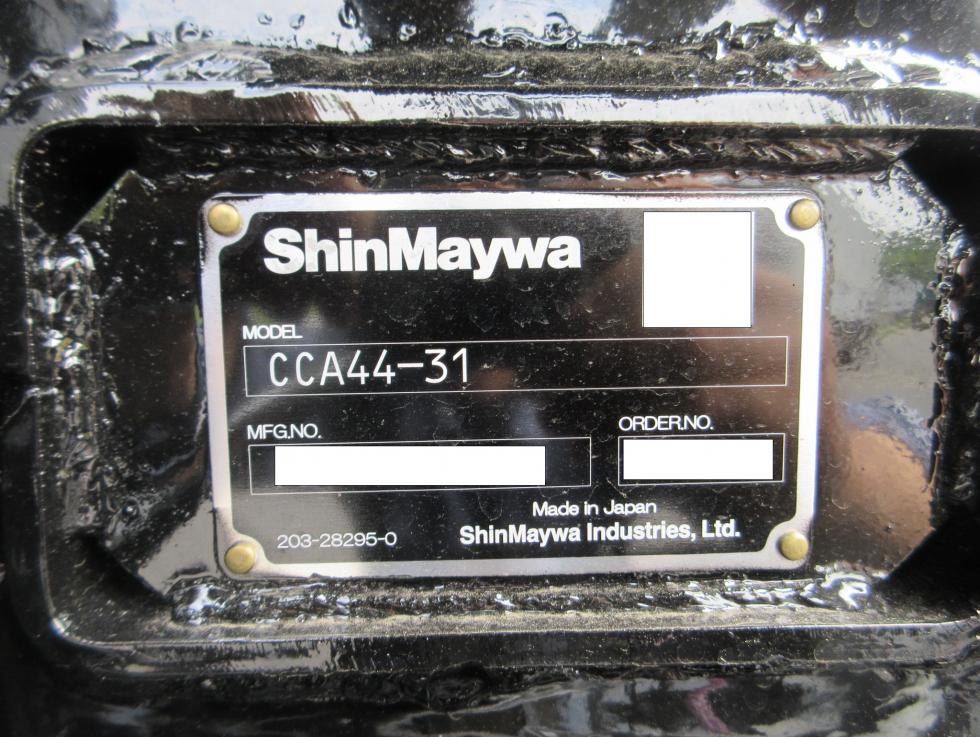 ShinMaywa
MODEL
CCA44-31
MFG.NO.
ORDER.NO.
Made in Japan
203-28295-0
ShinMaywa Industries, Ltd.